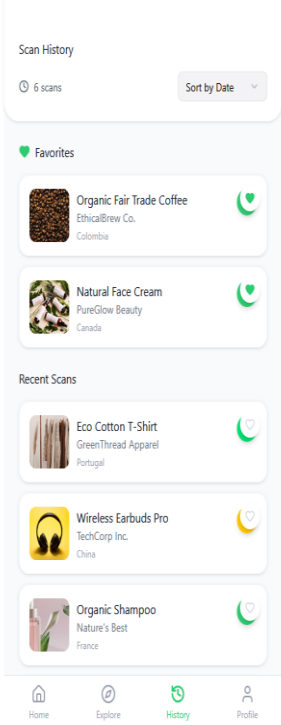 Scan History
6 scans
Sort by Date
Favorites
Organic Fair Trade Coffee
EthicalBrew Co.
Colombia
Natural Face Cream
PureGlow Beauty
Canada
Recent Scans
Eco Cotton T-Shirt
GreenThread Apparel
Portugal
Wireless Earbuds Pro
TechCorp Inc.
China
Organic Shampoo
Nature's Best
France
Home
Explore
History
Profile